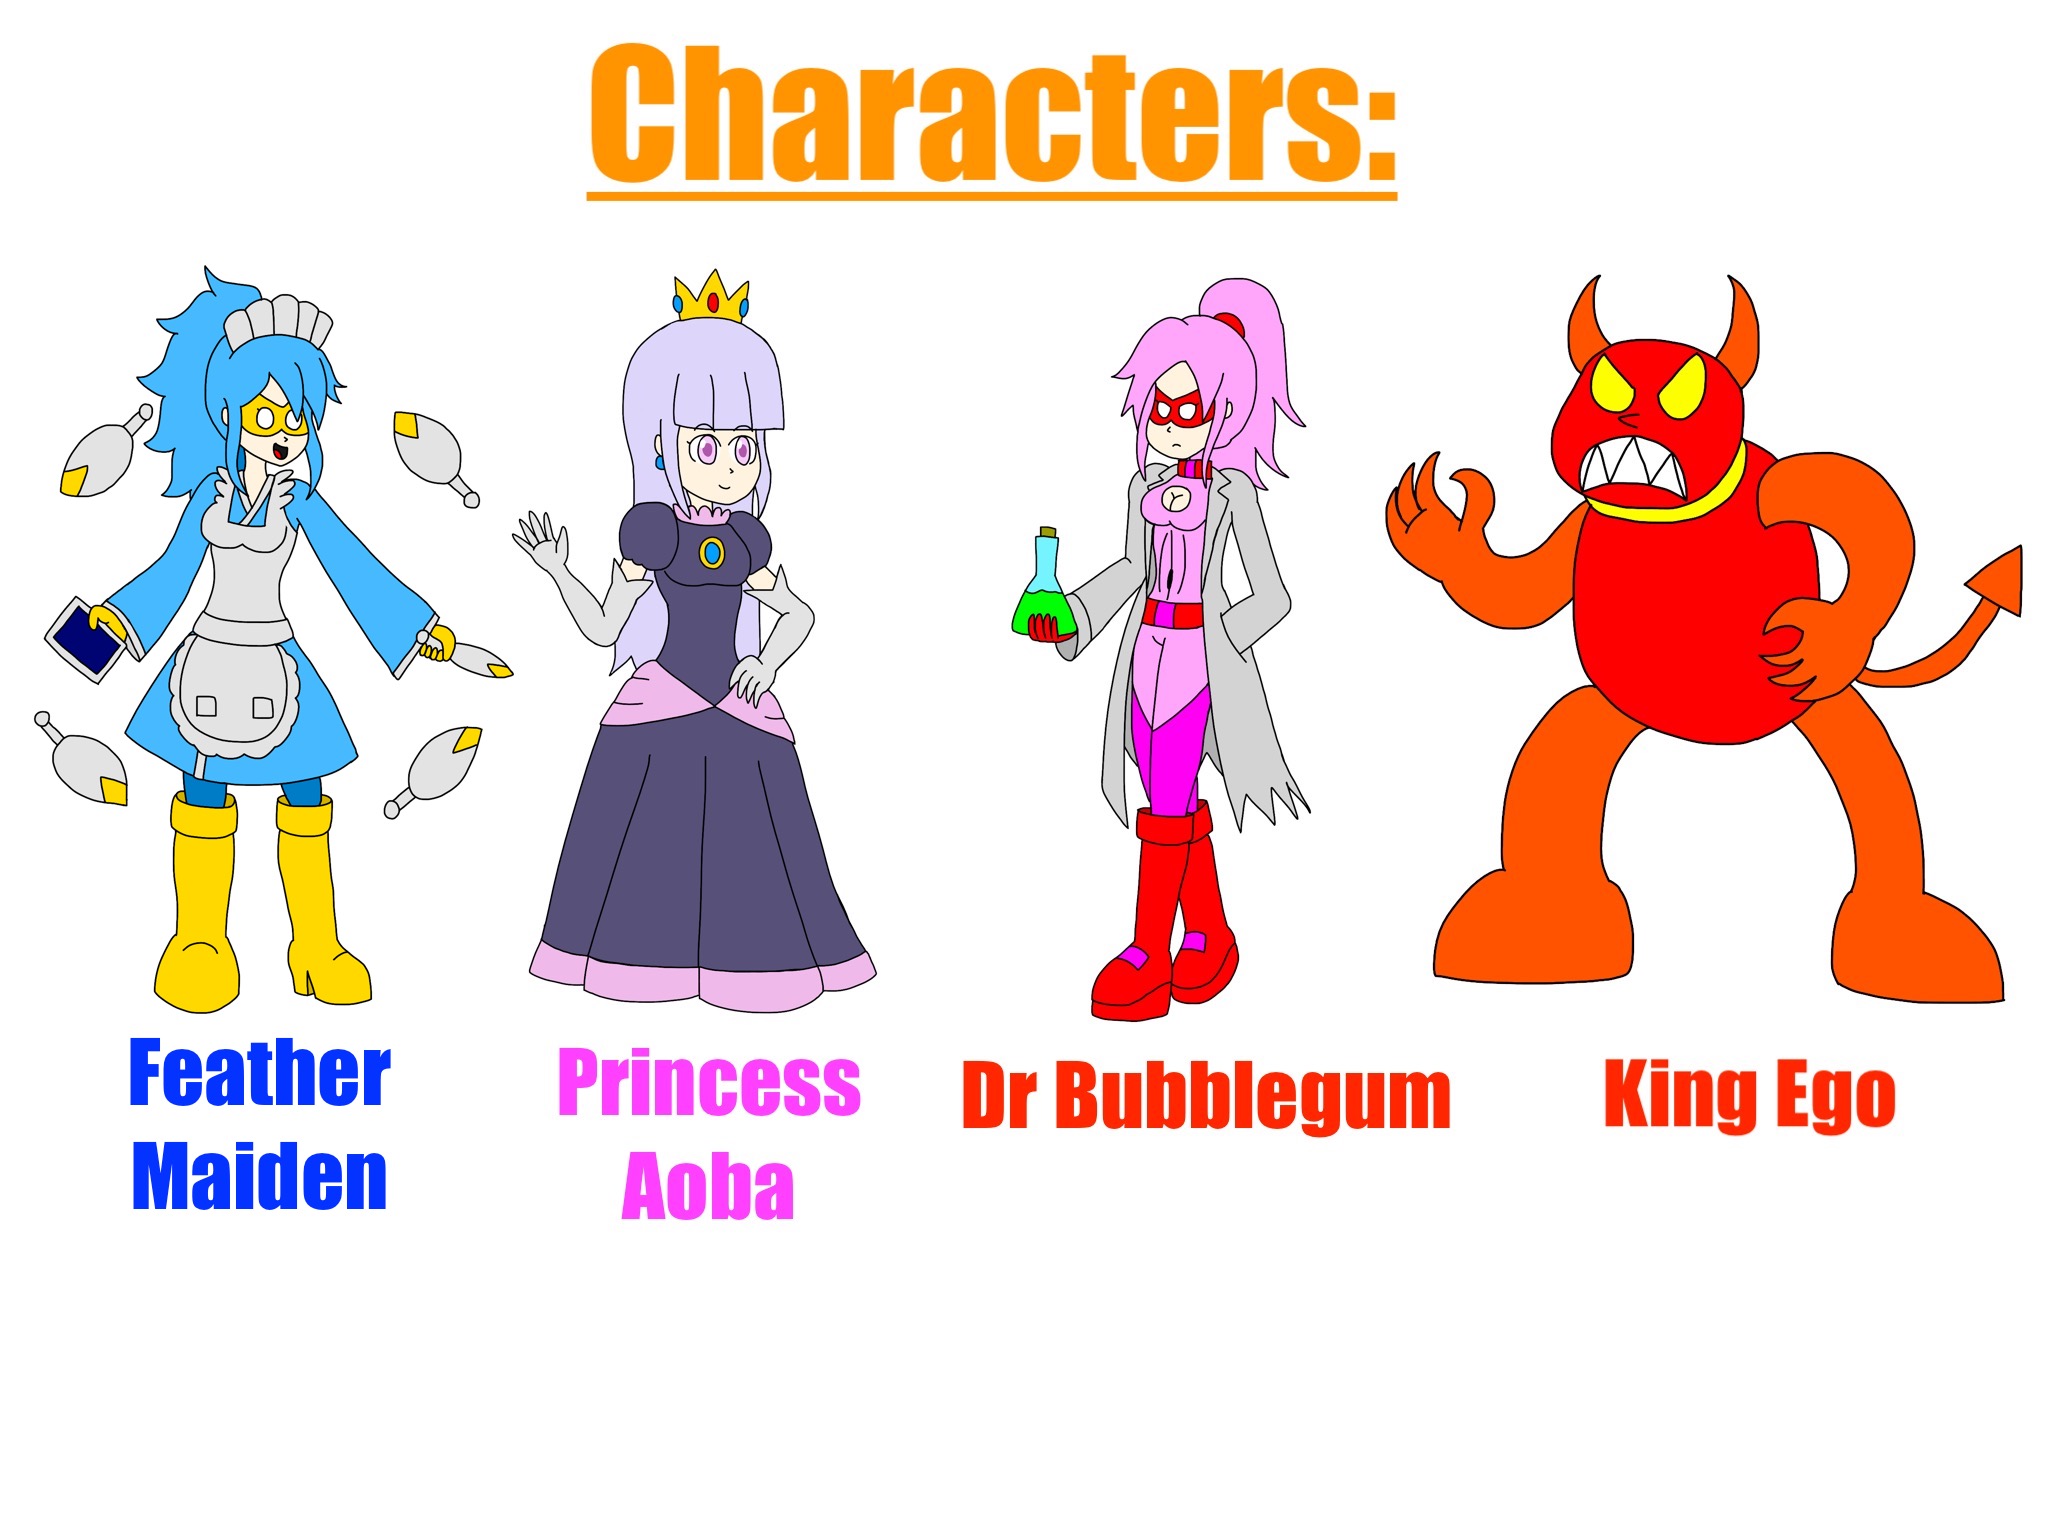 Characters:
Feather
Maiden
Princess
Aoba
Dr Bubblegum
King Ego